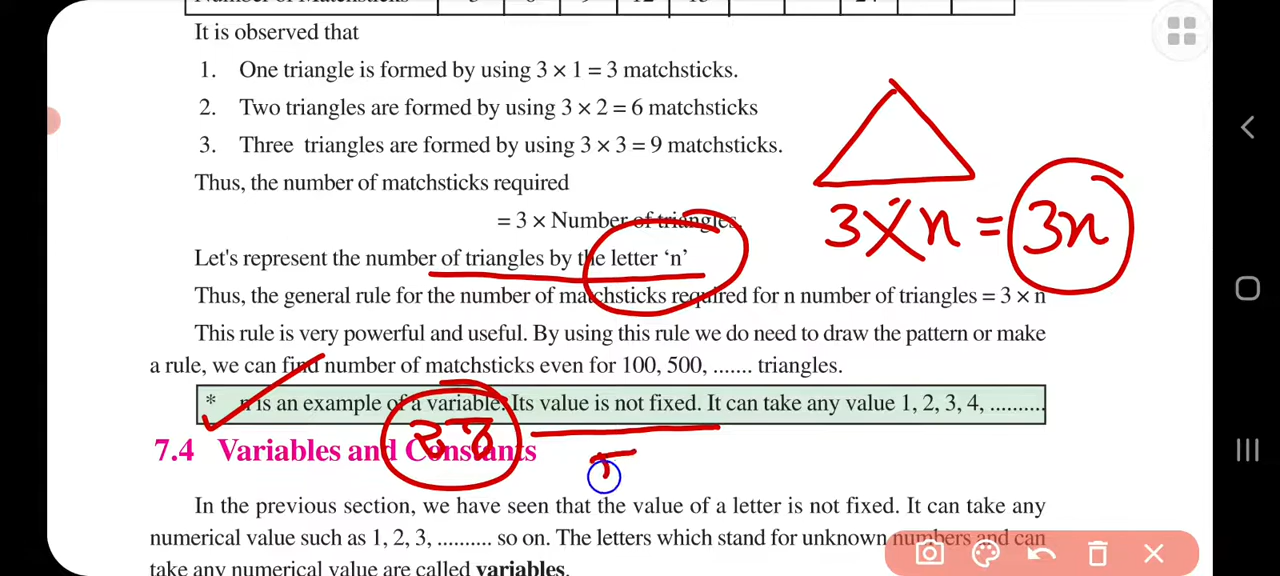 It is observed that
1. One triangle is formed by using 3 × 1 = 3 matchsticks.
2. Two triangles are formed by using 3 × 2 = 6 matchsticks
3. Three triangles are formed by using 3 × 3 = 9 matchsticks.
Thus, the number of matchsticks required
= 3 × Number of triangles.
3 × n = 3n
Let's represent the number of triangles by the letter ‘n’
Thus, the general rule for the number of matchsticks required for n number of triangles = 3 × n
This rule is very powerful and useful. By using this rule we do need to draw the pattern or make
a rule, we can find number of matchsticks even for 100, 500, ....... triangles.
* n is an example of a variable. Its value is not fixed. It can take any value 1, 2, 3, 4, ..........
7.4 Variables and Constants
In the previous section, we have seen that the value of a letter is not fixed. It can take any
numerical value such as 1, 2, 3, .......... so on. The letters which stand for unknown numbers and can
take any numerical value are called variables.